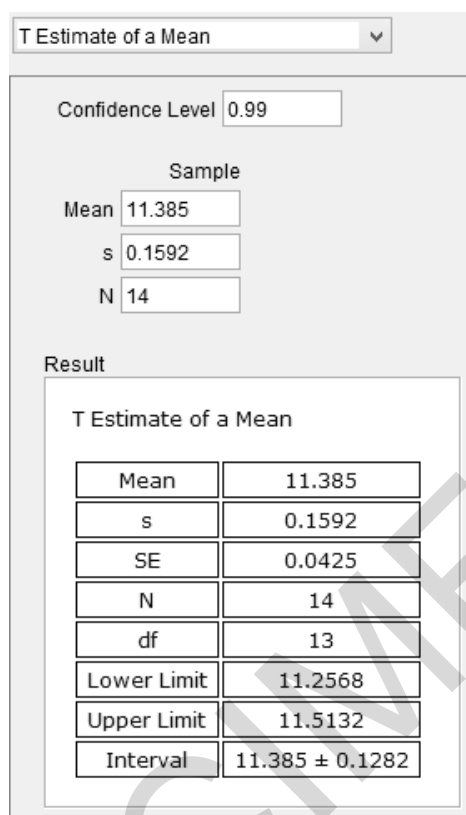 T Estimate of a Mean
Confidence Level 0.99
Sample
Mean 11.385
s 0.1592
N 14
Result
T Estimate of a Mean
Mean 11.385
s 0.1592
SE 0.0425
N 14
df 13
Lower Limit 11.2568
Upper Limit 11.5132
Interval 11.385 ± 0.1282